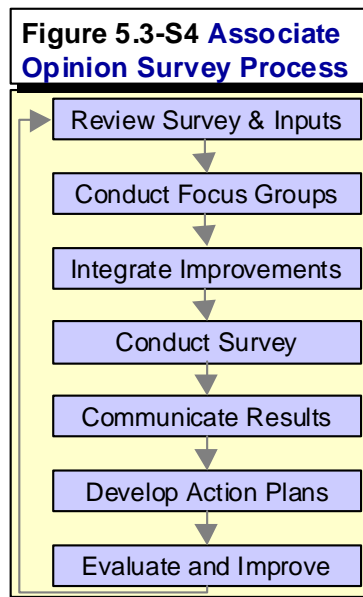 Figure 5.3-S4 Associate
Opinion Survey Process
Review Survey & Inputs
Conduct Focus Groups
Integrate Improvements
Conduct Survey
Communicate Results
Develop Action Plans
Evaluate and Improve